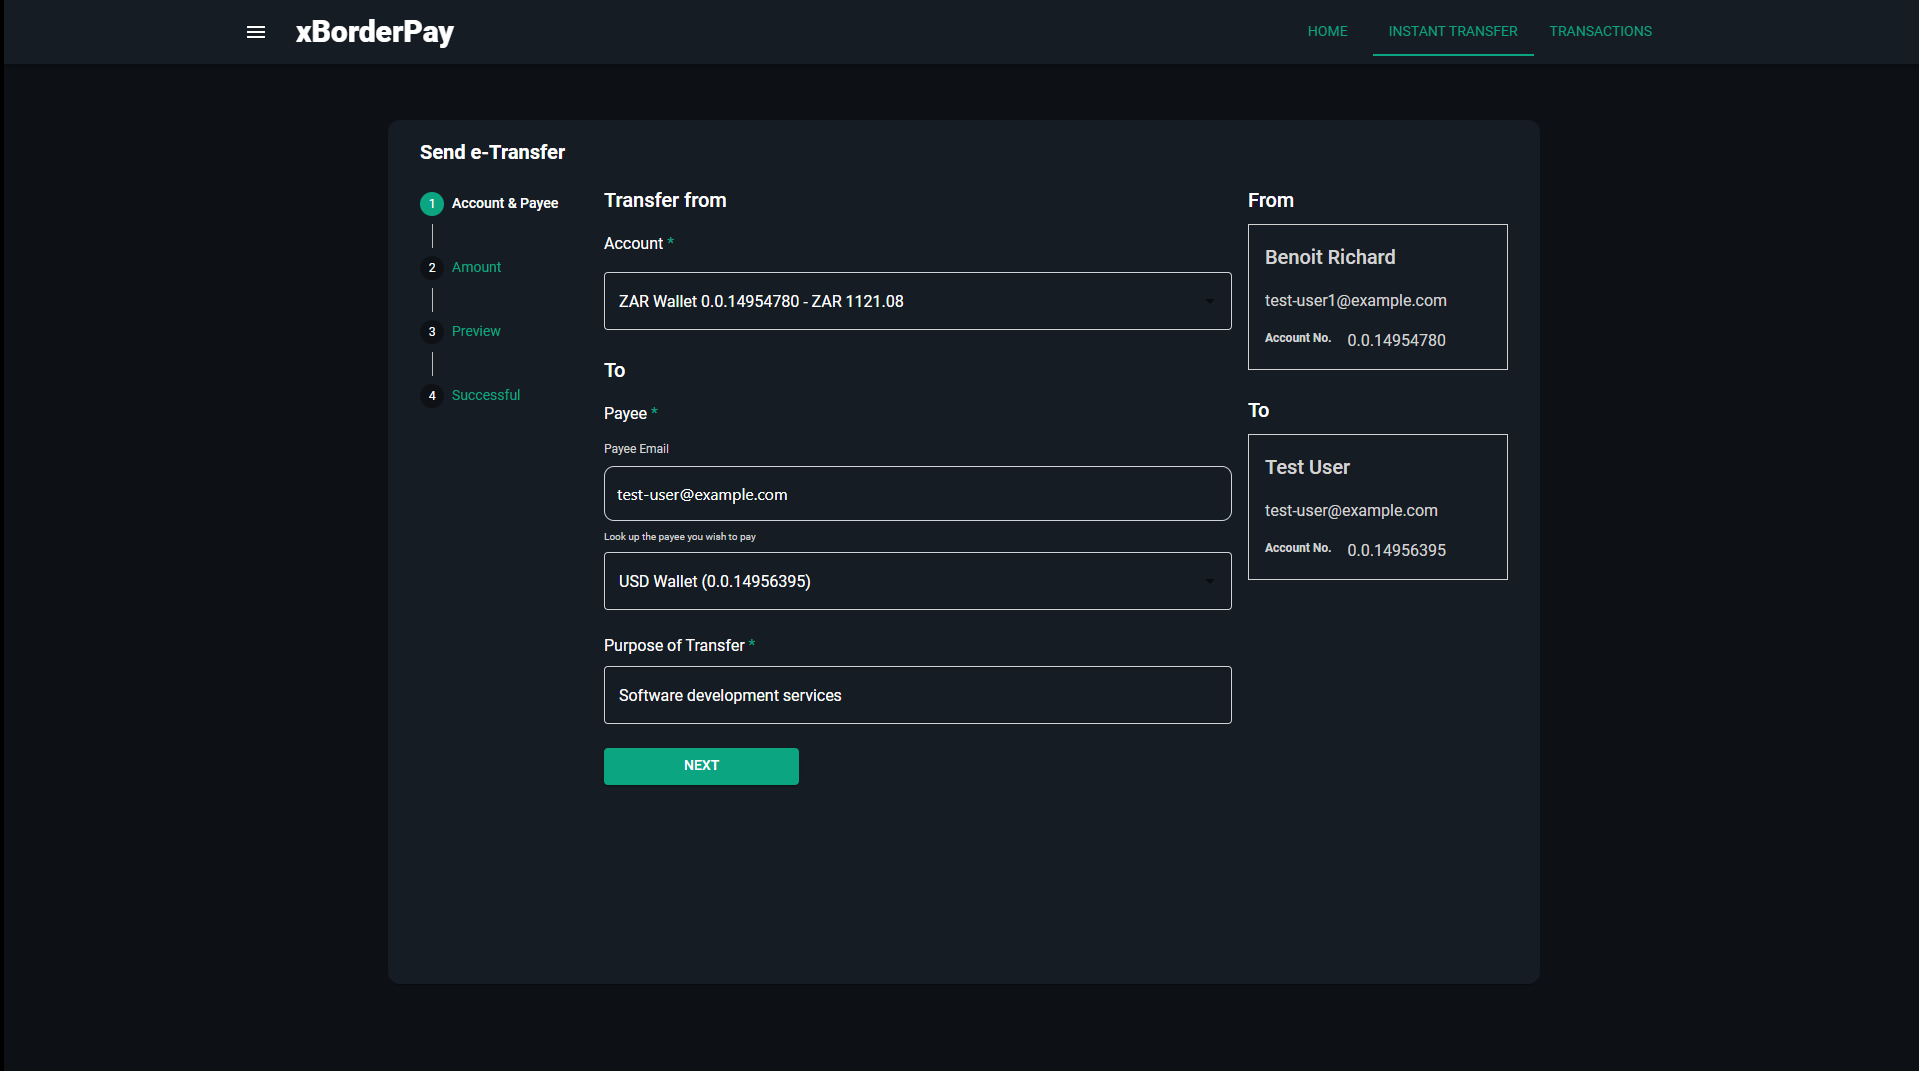 xBorderPay
HOME
INSTANT TRANSFER
TRANSACTIONS
Send e-Transfer
1 Account & Payee
2 Amount
3 Preview
4 Successful
Transfer from
Account *
ZAR Wallet 0.0.14954780 - ZAR 1121.08
To
Payee *
Payee Email
test-user@example.com
Look up the payee you wish to pay
USD Wallet (0.0.14956395)
Purpose of Transfer *
Software development services
NEXT
From
Benoit Richard
test-user1@example.com
Account No. 0.0.14954780
To
Test User
test-user@example.com
Account No. 0.0.14956395